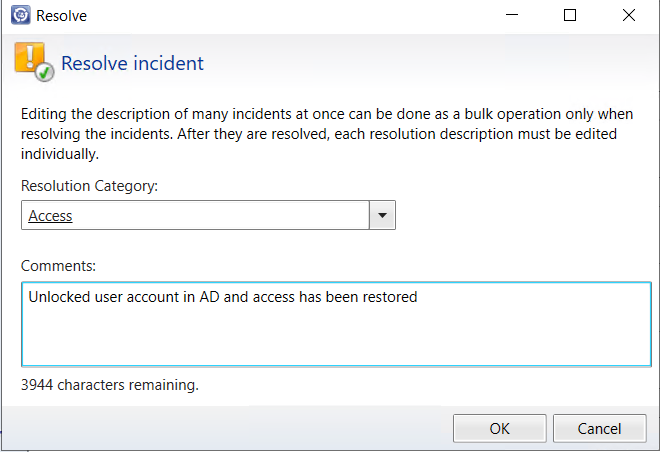 Resolve
Resolve incident
Editing the description of many incidents at once can be done as a bulk operation only when
resolving the incidents. After they are resolved, each resolution description must be edited
individually.
Resolution Category:
Access
Comments:
Unlocked user account in AD and access has been restored
3944 characters remaining.
OK
Cancel